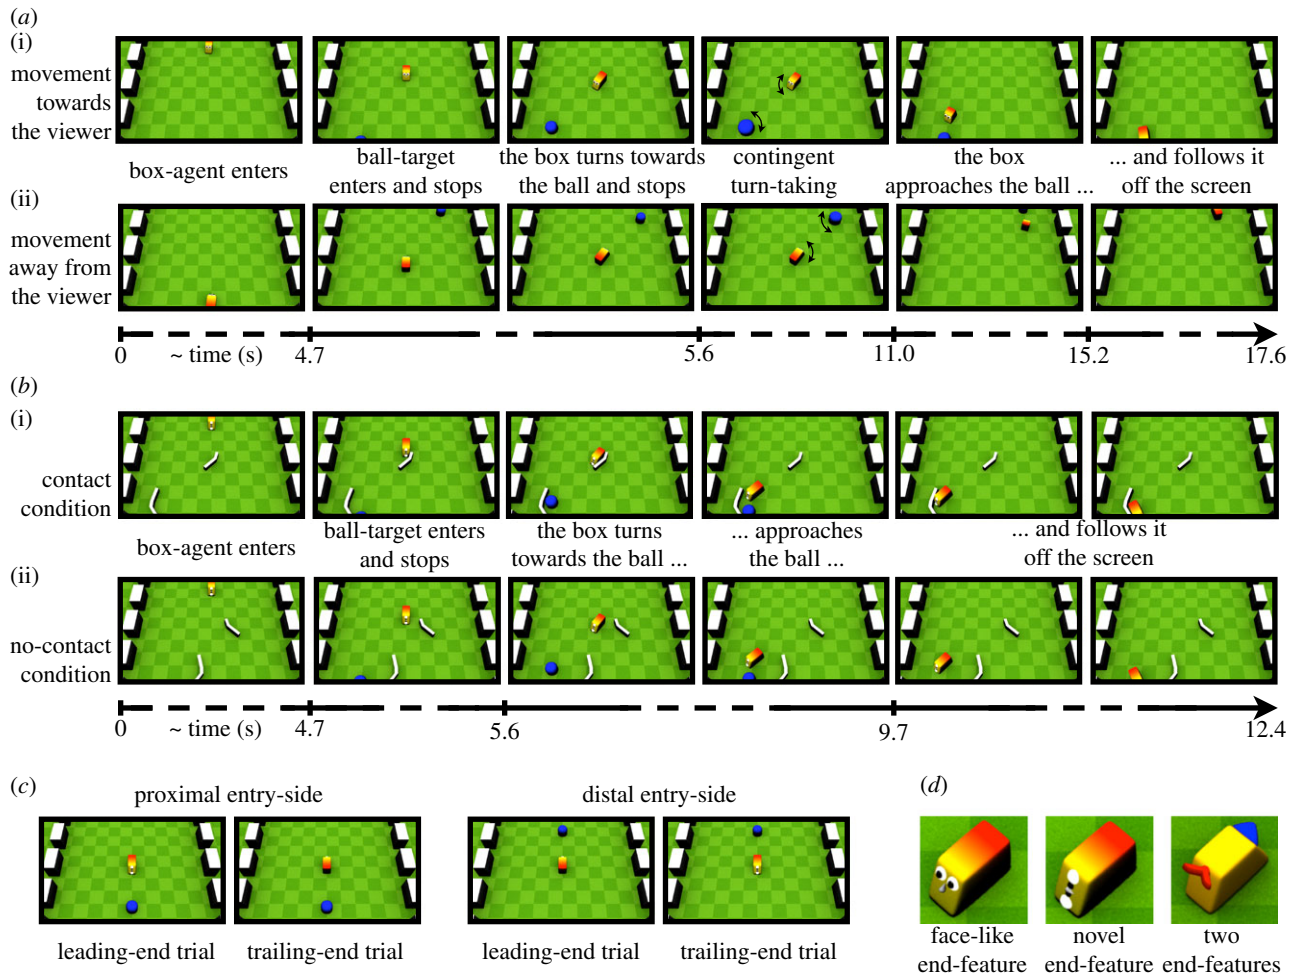 (a)
(i)
movement
towards
the viewer
box-agent enters
ball-target
enters and stops
the box turns towards
the ball and stops
contingent
turn-taking
the box
approaches the ball ...
... and follows it
off the screen
(ii)
movement
away from
the viewer
0 ~ time (s) 4.7 5.6 11.0 15.2 17.6
(b)
(i)
contact
condition
box-agent enters
ball-target enters
and stops
the box turns
towards the ball ...
... approaches
the ball ...
... and follows it
off the screen
(ii)
no-contact
condition
0 ~ time (s) 4.7 5.6 9.7 12.4
(c)
proximal entry-side
distal entry-side
leading-end trial
trailing-end trial
leading-end trial
trailing-end trial
(d)
face-like
end-feature
novel
end-feature
two
end-features